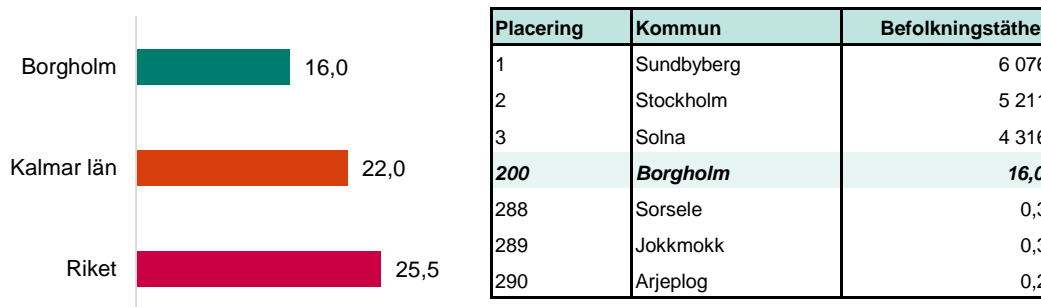 Borgholm 16,0
Kalmar län 22,0
Riket 25,5
Placering Kommun Befolkningstäthe
1 Sundbyberg 6 076
2 Stockholm 5 211
3 Solna 4 316
200 Borgholm 16,0
288 Sorsele 0,3
289 Jokkmokk 0,3
290 Arjeplog 0,2